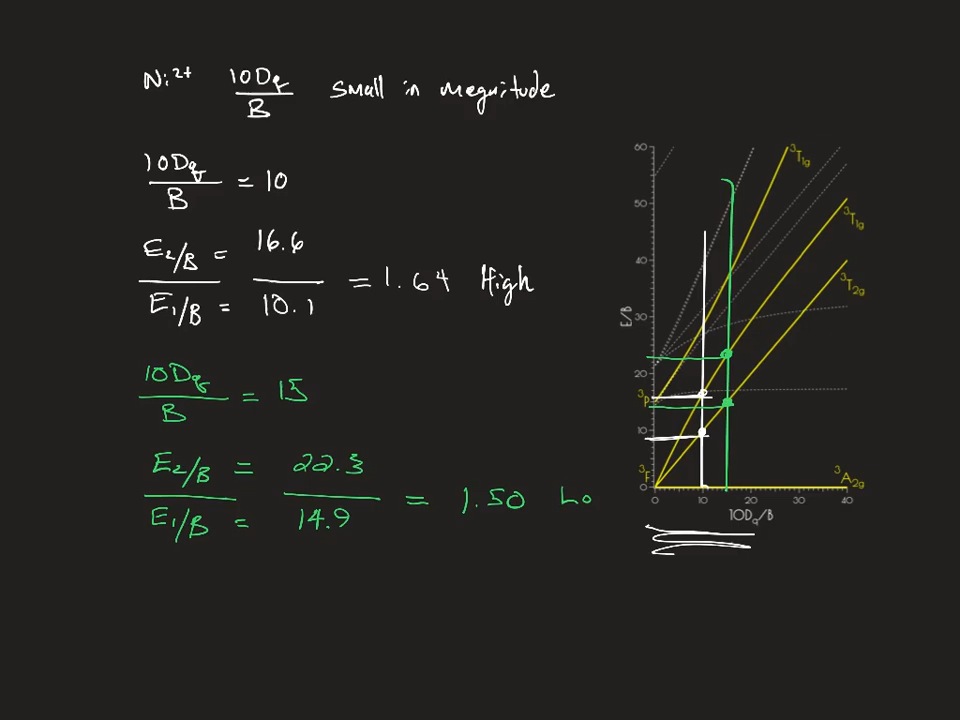 Ni²⁺ 10Dq/B small in magnitude
10Dq/B = 10
E₂/B = 16.6
E₁/B = 10.1
= 1.64 High
10Dq/B = 15
E₂/B = 22.3
E₁/B = 14.9
= 1.50 Lo
60
50
40
30
20
10
0
E/B
³P
³F
³T₁g
³T₁g
³T₂g
³A₂g
0 10 20 30 40
10Dq/B